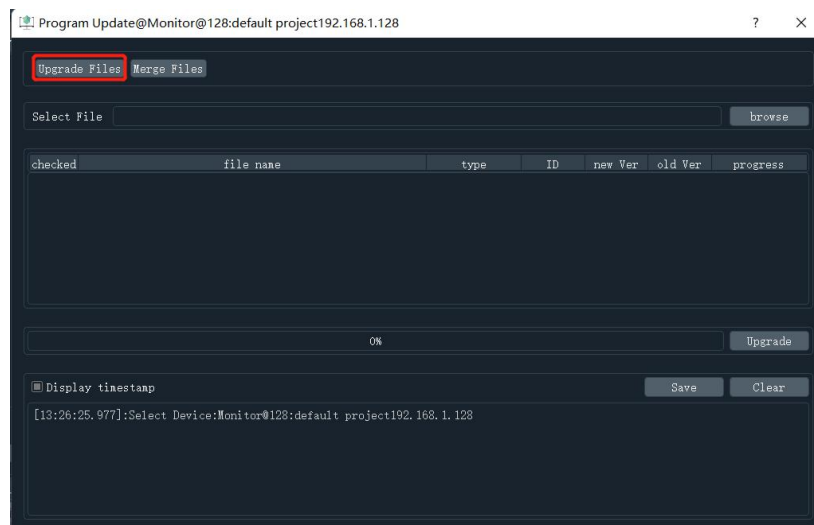 Program Update@Monitor@128:default project192.168.1.128 ? ×
Upgrade Files Merge Files
Select File browse
checked file name type ID new Ver old Ver progress
0% Upgrade
Display timestamp Save Clear
[13:26:25.977]:Select Device:Monitor@128:default project192.168.1.128